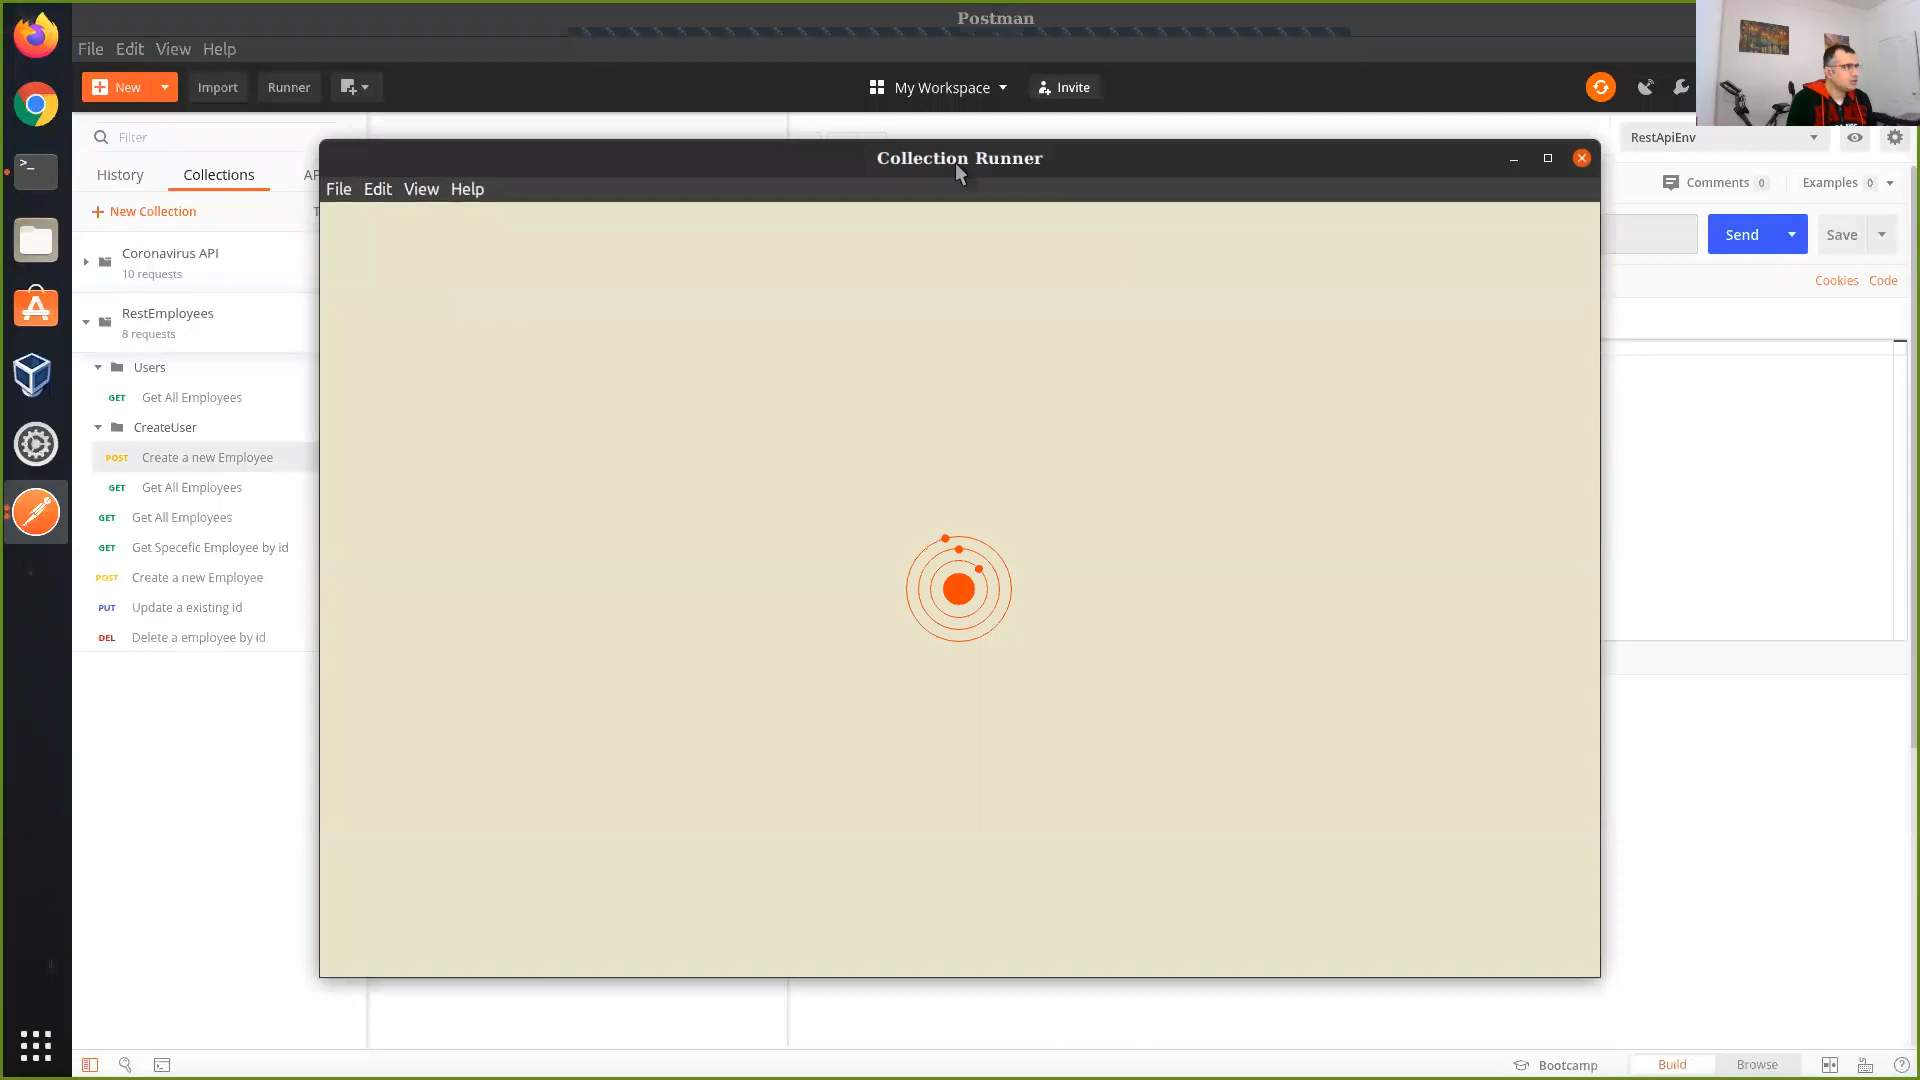 Postman
File Edit View Help
New
Import
Runner
My Workspace
Invite
Filter
RestApiEnv
History
Collections
New Collection
Comments 0
Examples 0
Coronavirus API
10 requests
Send
Save
Cookies Code
RestEmployees
8 requests
Users
GET Get All Employees
CreateUser
POST Create a new Employee
GET Get All Employees
GET Get All Employees
GET Get Specefic Employee by id
POST Create a new Employee
PUT Update a existing id
DEL Delete a employee by id
Collection Runner
File Edit View Help
Bootcamp
Build
Browse